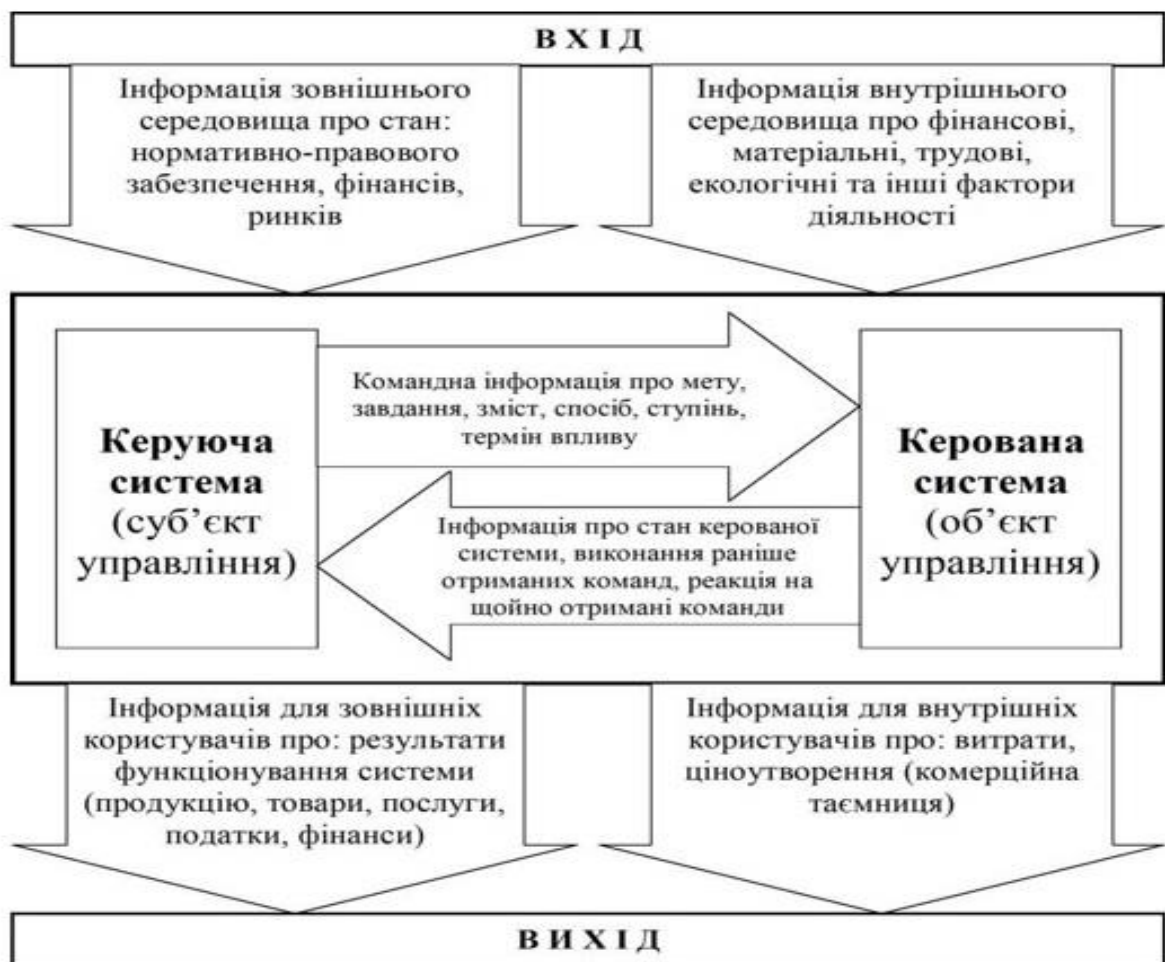 ВХІД
Інформація зовнішнього
середовища про стан:
нормативно-правового
забезпечення, фінансів,
ринків
Інформація внутрішнього
середовища про фінансові,
матеріальні, трудові,
екологічні та інші фактори
діяльності
Керуюча
система
(суб’єкт
управління)
Командна інформація про мету,
завдання, зміст, спосіб, ступінь,
термін впливу
Інформація про стан керованої
системи, виконання раніше
отриманих команд, реакція на
щойно отримані команди
Керована
система
(об’єкт
управління)
Інформація для зовнішніх
користувачів про: результати
функціонування системи
(продукцію, товари, послуги,
податки, фінанси)
Інформація для внутрішніх
користувачів про: витрати,
ціноутворення (комерційна
таємниця)
ВИХІД